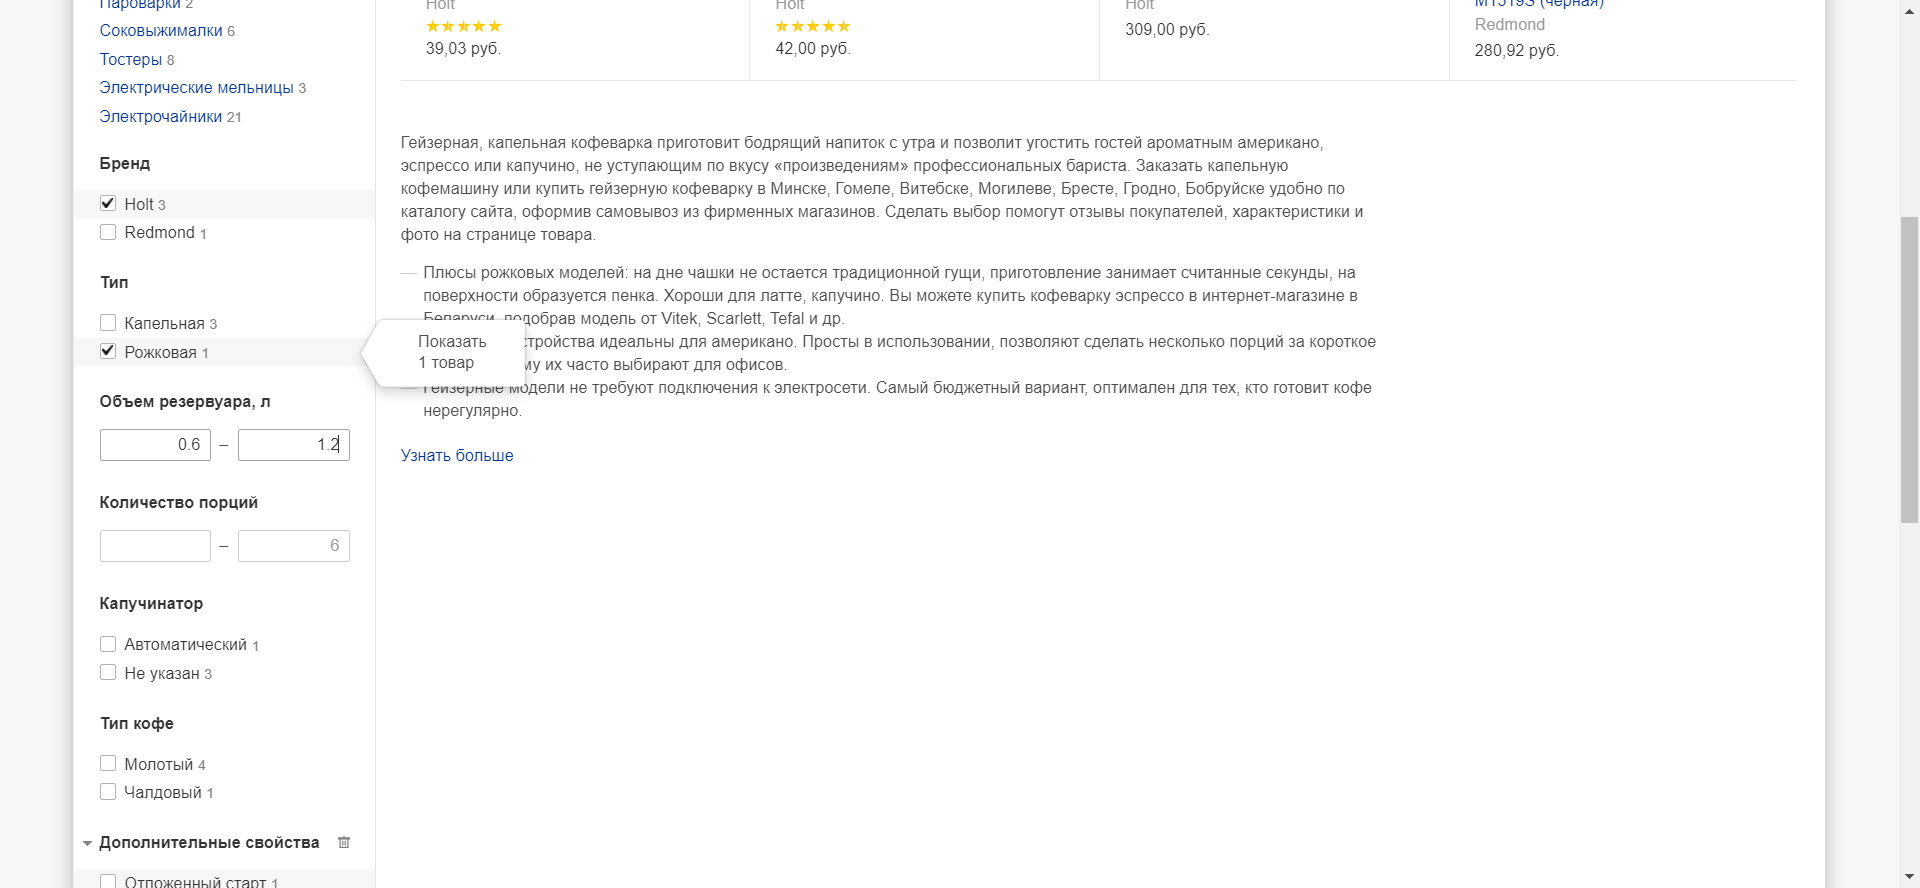 Пароварки 2
Соковыжималки 6
Тостеры 8
Электрические мельницы 3
Электрочайники 21
Бренд
Holt 3
Redmond 1
Тип
Капельная 3
Рожковая 1
Показать
1 товар
Объем резервуара, л
0.6 – 1.2
Количество порций
– 6
Капучинатор
Автоматический 1
Не указан 3
Тип кофе
Молотый 4
Чалдовый 1
Дополнительные свойства
Отложенный старт 1
Holt
39,03 руб.
Holt
42,00 руб.
Holt
309,00 руб.
MT519S (черная)
Redmond
280,92 руб.
Гейзерная, капельная кофеварка приготовит бодрящий напиток с утра и позволит угостить гостей ароматным американо,
эспрессо или капучино, не уступающим по вкусу «произведениям» профессиональных бариста. Заказать капельную
кофемашину или купить гейзерную кофеварку в Минске, Гомеле, Витебске, Могилеве, Бресте, Гродно, Бобруйске удобно по
каталогу сайта, оформив самовывоз из фирменных магазинов. Сделать выбор помогут отзывы покупателей, характеристики и
фото на странице товара.
— Плюсы рожковых моделей: на дне чашки не остается традиционной гущи, приготовление занимает считанные секунды, на
поверхности образуется пенка. Хороши для латте, капучино. Вы можете купить кофеварку эспрессо в интернет-магазине в
Беларуси, подобрав модель от Vitek, Scarlett, Tefal и др.
стройства идеальны для американо. Просты в использовании, позволяют сделать несколько порций за короткое
му их часто выбирают для офисов.
— Гейзерные модели не требуют подключения к электросети. Самый бюджетный вариант, оптимален для тех, кто готовит кофе
нерегулярно.
Узнать больше